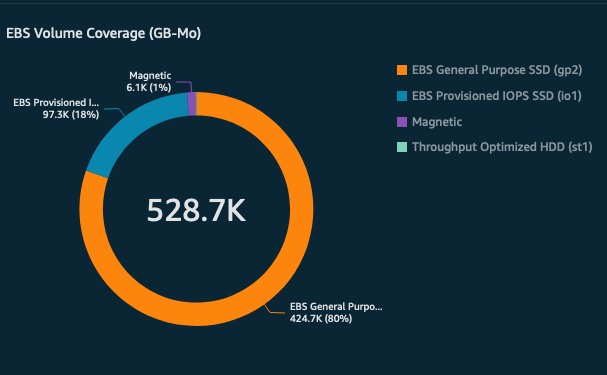 EBS Volume Coverage (GB-Mo)
Magnetic
6.1K (1%)
EBS Provisioned I...
97.3K (18%)
528.7K
EBS General Purpo...
424.7K (80%)
EBS General Purpose SSD (gp2)
EBS Provisioned IOPS SSD (io1)
Magnetic
Throughput Optimized HDD (st1)